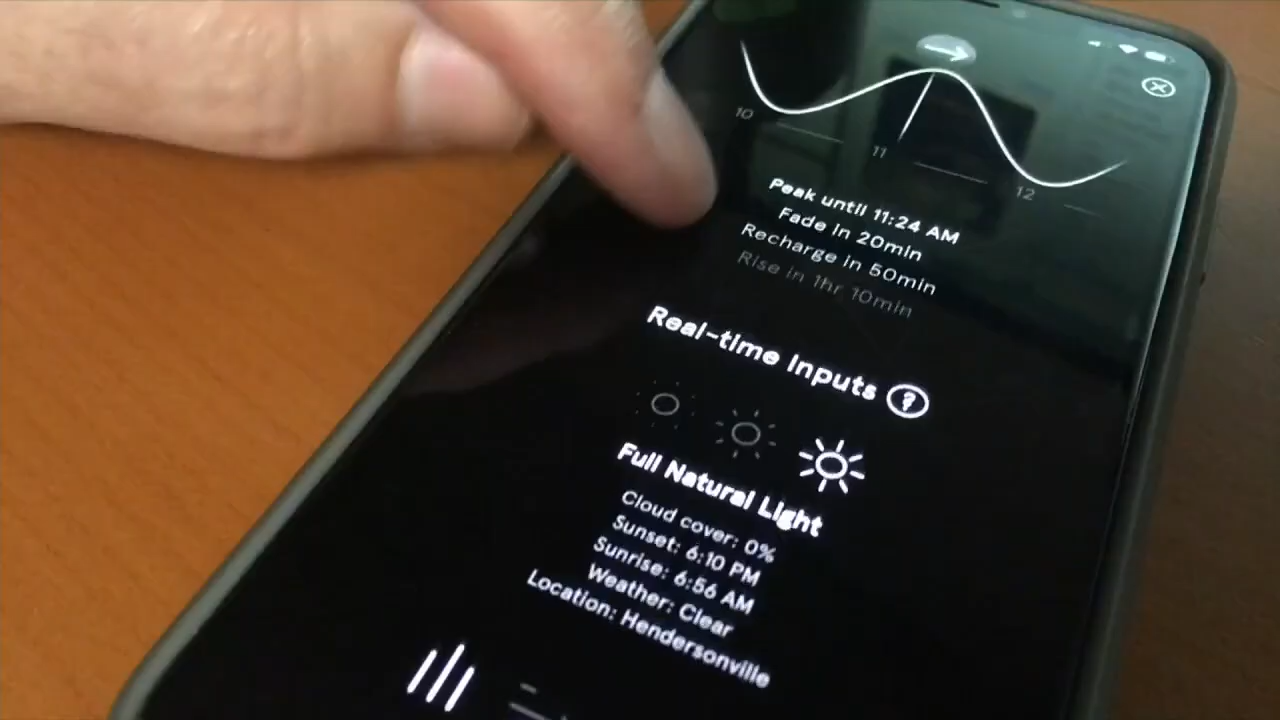 10
11
12
Peak until 11:24 AM
Fade in 20min
Recharge in 50min
Rise in 1hr 10min
Real-time Inputs ?
Full Natural Light
Cloud cover: 0%
Sunset: 6:10 PM
Sunrise: 6:56 AM
Weather: Clear
Location: Hendersonville